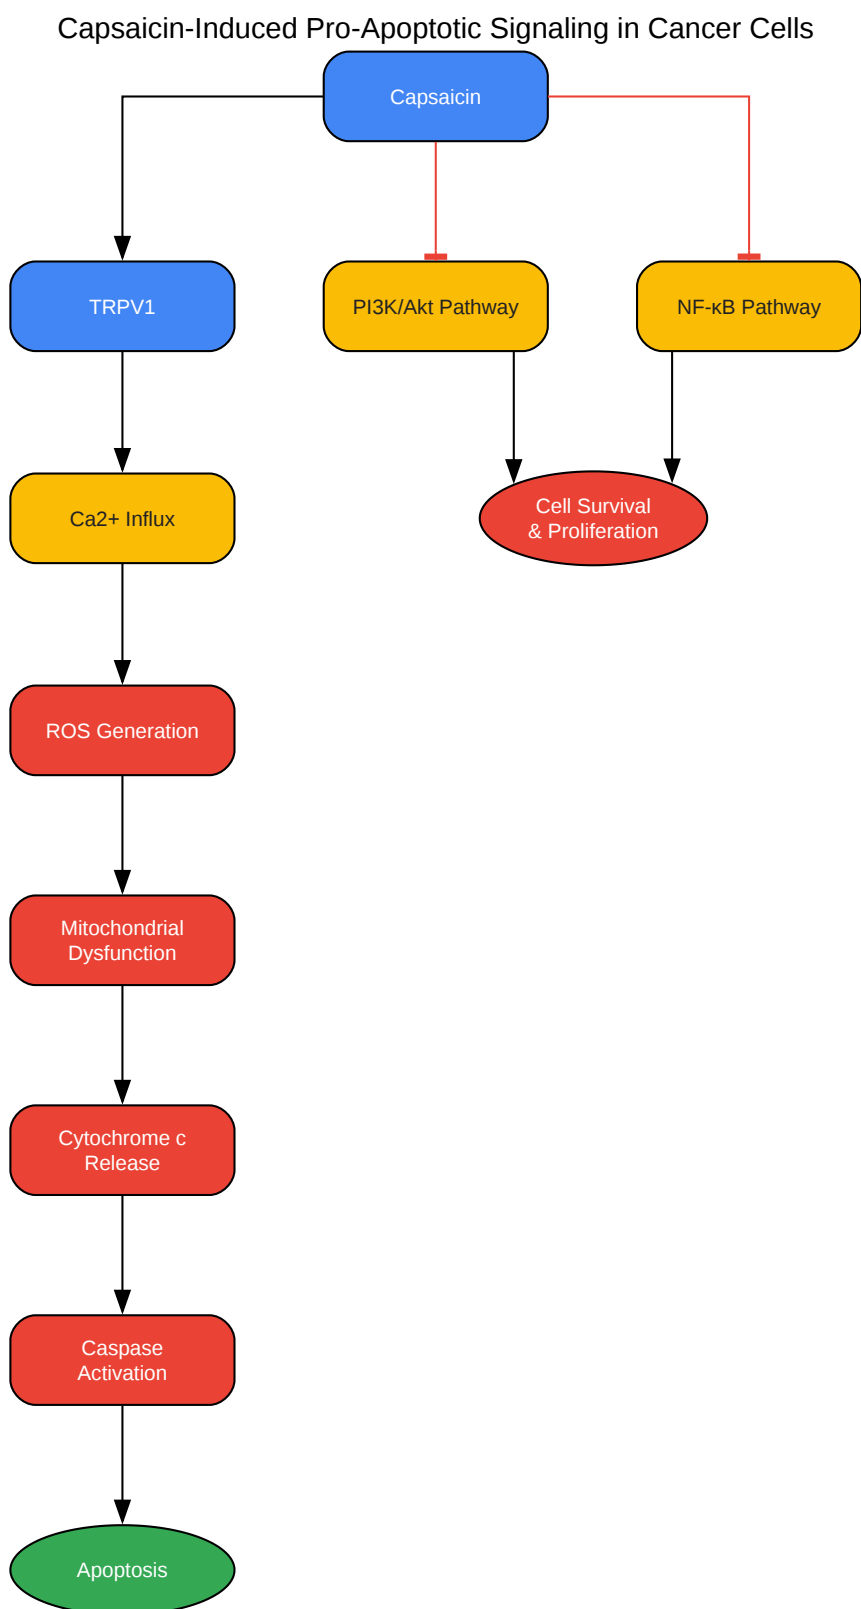 Capsaicin-Induced Pro-Apoptotic Signaling in Cancer Cells
Capsaicin
TRPV1
PI3K/Akt Pathway
NF-κB Pathway
Ca2+ Influx
Cell Survival
& Proliferation
ROS Generation
Mitochondrial
Dysfunction
Cytochrome c
Release
Caspase
Activation
Apoptosis